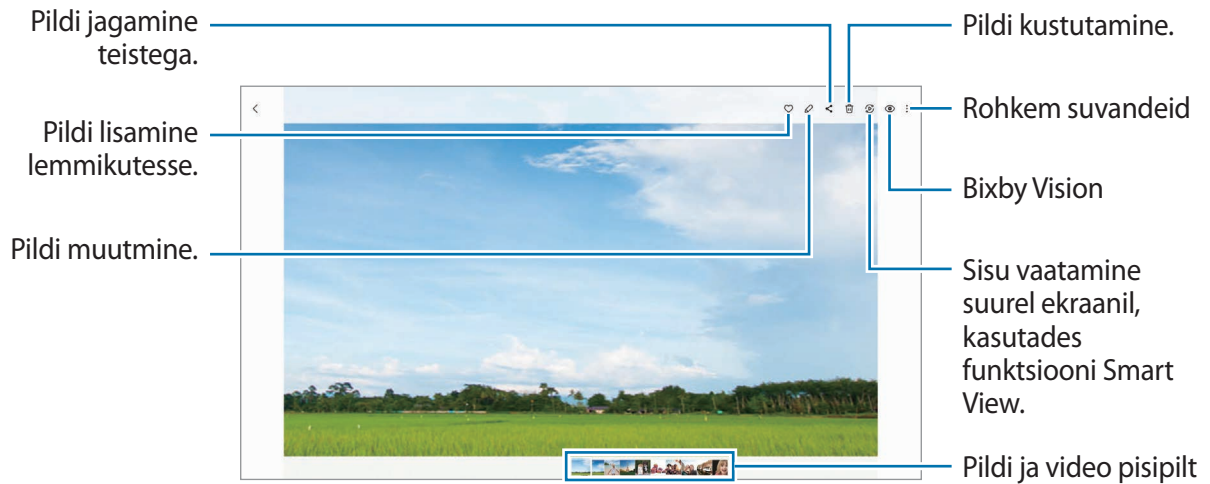 Pildi jagamine
teistega.
Pildi lisamine
lemmikutesse.
Pildi muutmine.
Pildi kustutamine.
Rohkem suvandeid
Bixby Vision
Sisu vaatamine
suurel ekraanil,
kasutades
funktsiooni Smart
View.
Pildi ja video pisipilt